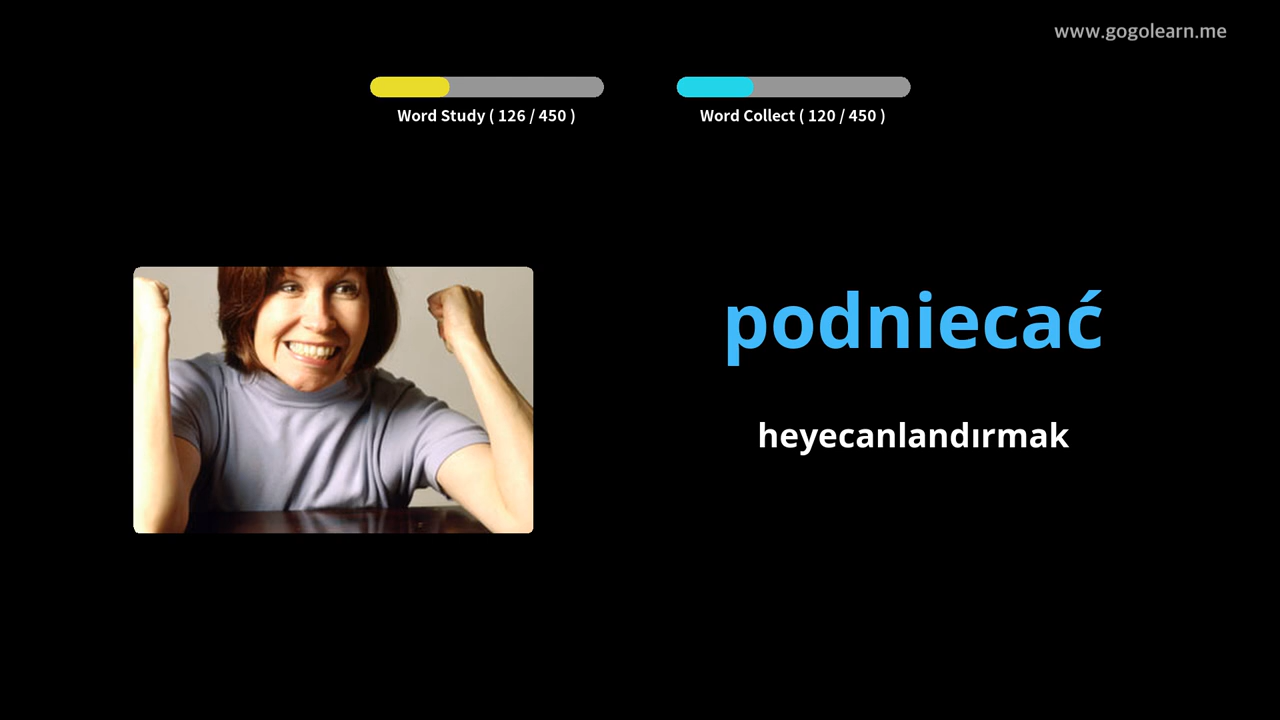 www.gogolearn.me
Word Study ( 126 / 450 )
Word Collect ( 120 / 450 )
podniecać
heyecanlandırmak